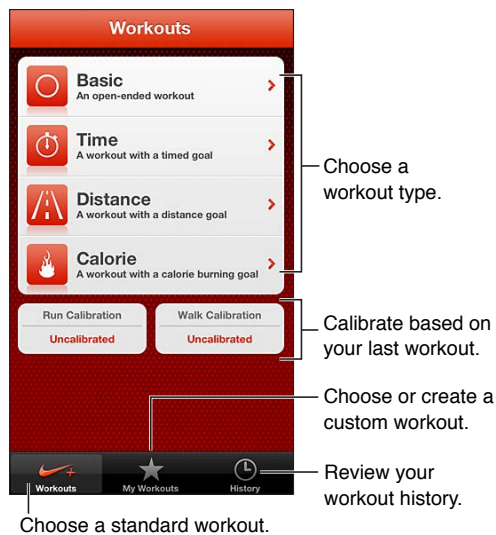 Workouts
Basic
An open-ended workout
Time
A workout with a timed goal
Distance
A workout with a distance goal
Calorie
A workout with a calorie burning goal
Choose a
workout type.
Run Calibration
Uncalibrated
Walk Calibration
Uncalibrated
Calibrate based on
your last workout.
Choose or create a
custom workout.
Workouts
My Workouts
History
Review your
workout history.
Choose a standard workout.